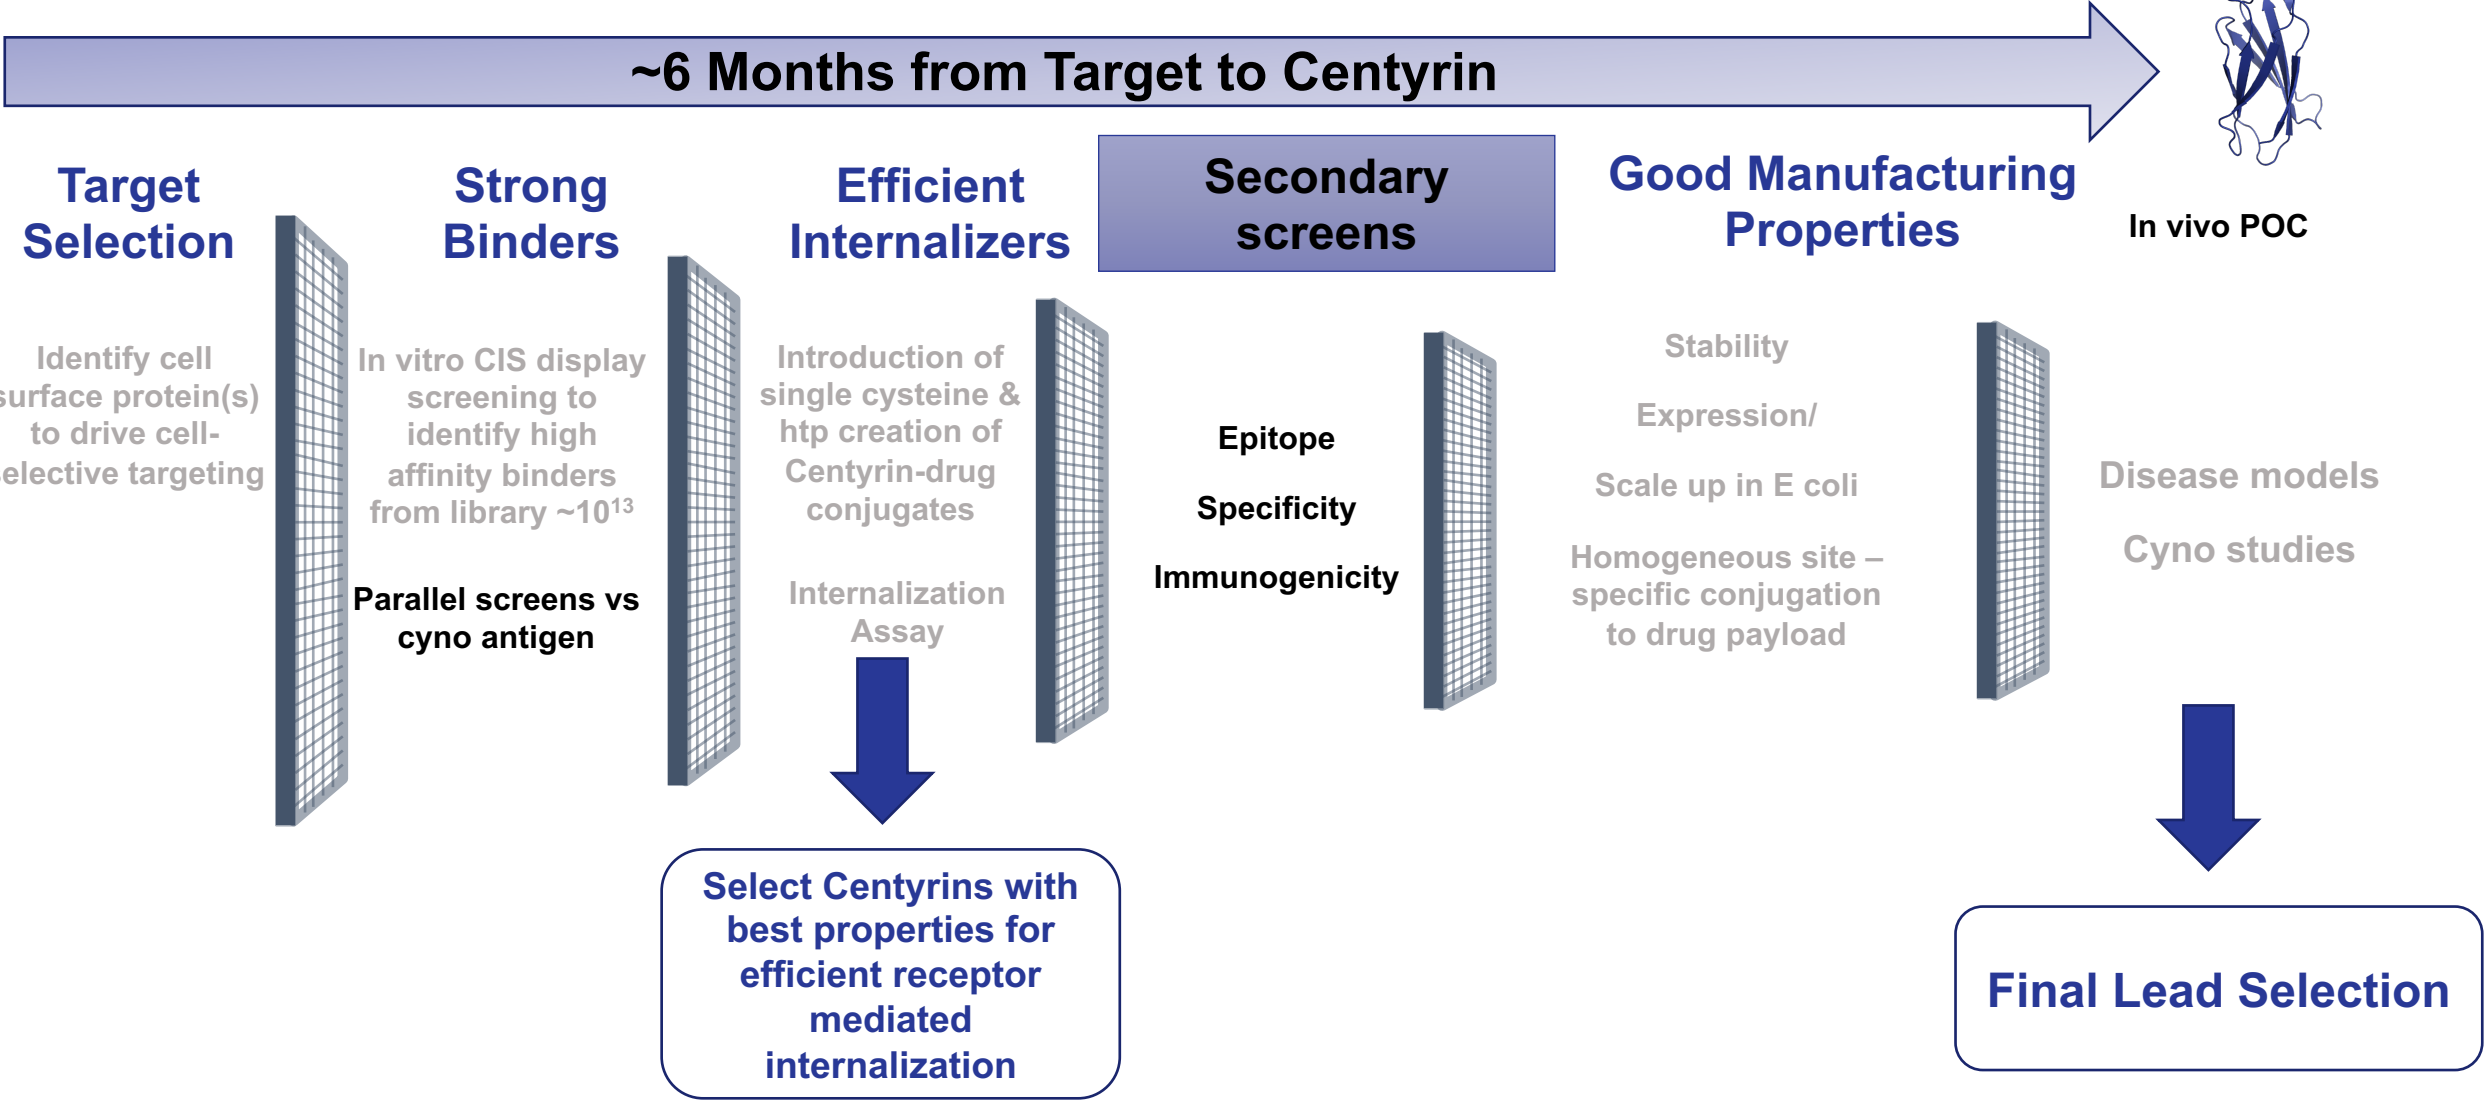 ~6 Months from Target to Centyrin
Target
Selection
Identify cell
surface protein(s)
to drive cell-
selective targeting
Strong
Binders
In vitro CIS display
screening to
identify high
affinity binders
from library ~10¹³
Parallel screens vs
cyno antigen
Efficient
Internalizers
Introduction of
single cysteine &
htp creation of
Centyrin-drug
conjugates
Internalization
Assay
Select Centyrins with
best properties for
efficient receptor
mediated
internalization
Secondary
screens
Epitope
Specificity
Immunogenicity
Good Manufacturing
Properties
Stability
Expression/
Scale up in E coli
Homogeneous site –
specific conjugation
to drug payload
In vivo POC
Disease models
Cyno studies
Final Lead Selection